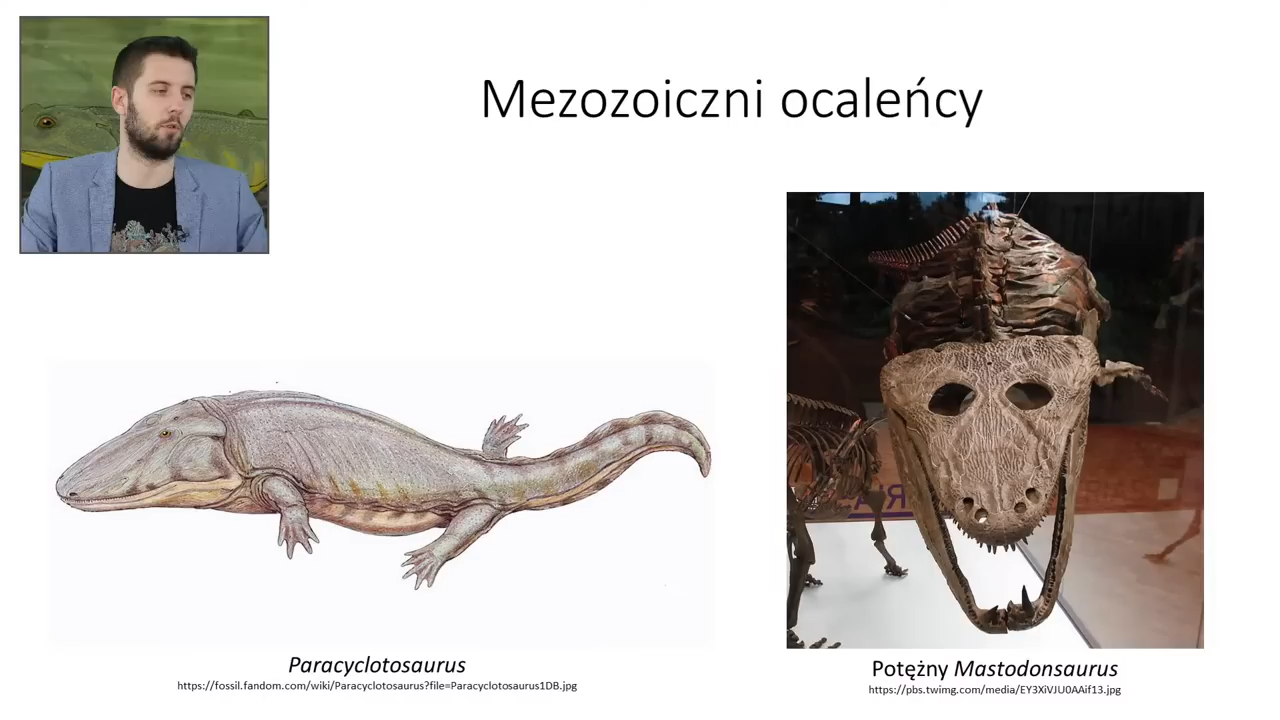 Mezozoiczni ocaleńcy
Paracyclotosaurus
https://fossil.fandom.com/wiki/Paracyclotosaurus?file=Paracyclotosaurus1DB.jpg
Potężny Mastodonsaurus
https://pbs.twimg.com/media/EY3XiVJU0AAif13.jpg